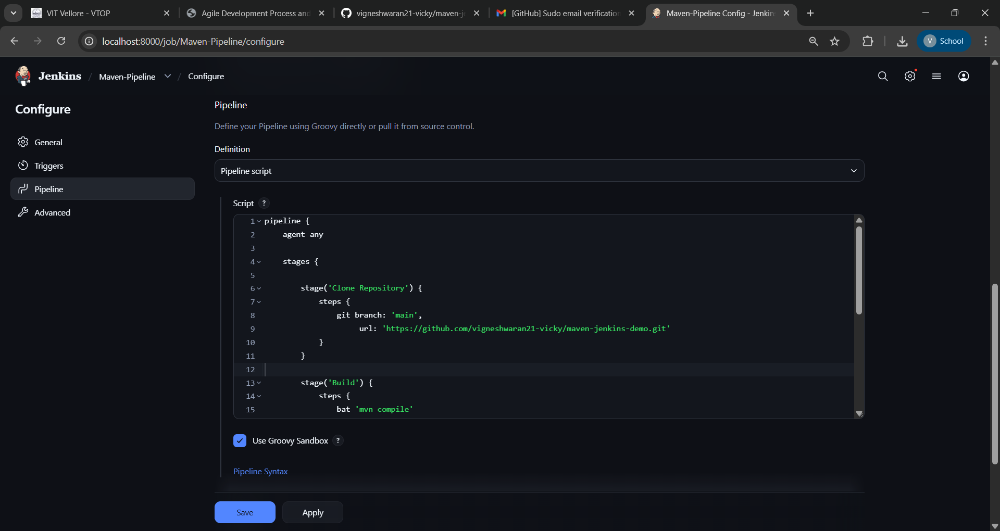 VIT Vellore - VTOP
Agile Development Process and
vigneshwaran21-vicky/maven-je
[GitHub] Sudo email verification
Maven-Pipeline Config - Jenkins
localhost:8000/job/Maven-Pipeline/configure
V School
Jenkins / Maven-Pipeline / Configure
Configure
General
Triggers
Pipeline
Advanced
Pipeline
Define your Pipeline using Groovy directly or pull it from source control.
Definition
Pipeline script
Script ?
1 pipeline {
2     agent any
3
4     stages {
5
6         stage('Clone Repository') {
7             steps {
8                 git branch: 'main',
9                      url: 'https://github.com/vigneshwaran21-vicky/maven-jenkins-demo.git'
10             }
11         }
12
13         stage('Build') {
14             steps {
15                 bat 'mvn compile'
Use Groovy Sandbox ?
Pipeline Syntax
Save
Apply